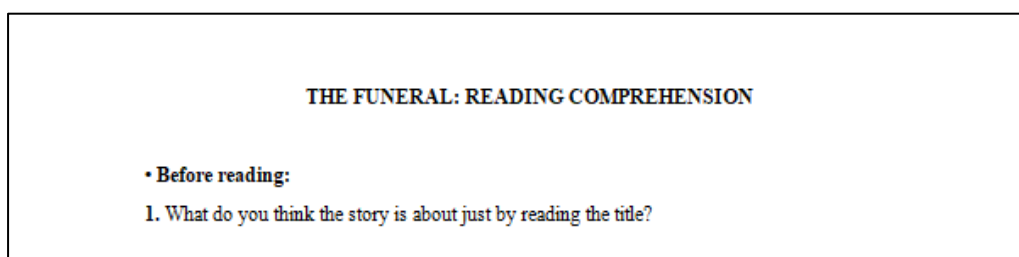 THE FUNERAL: READING COMPREHENSION
• Before reading:
1. What do you think the story is about just by reading the title?